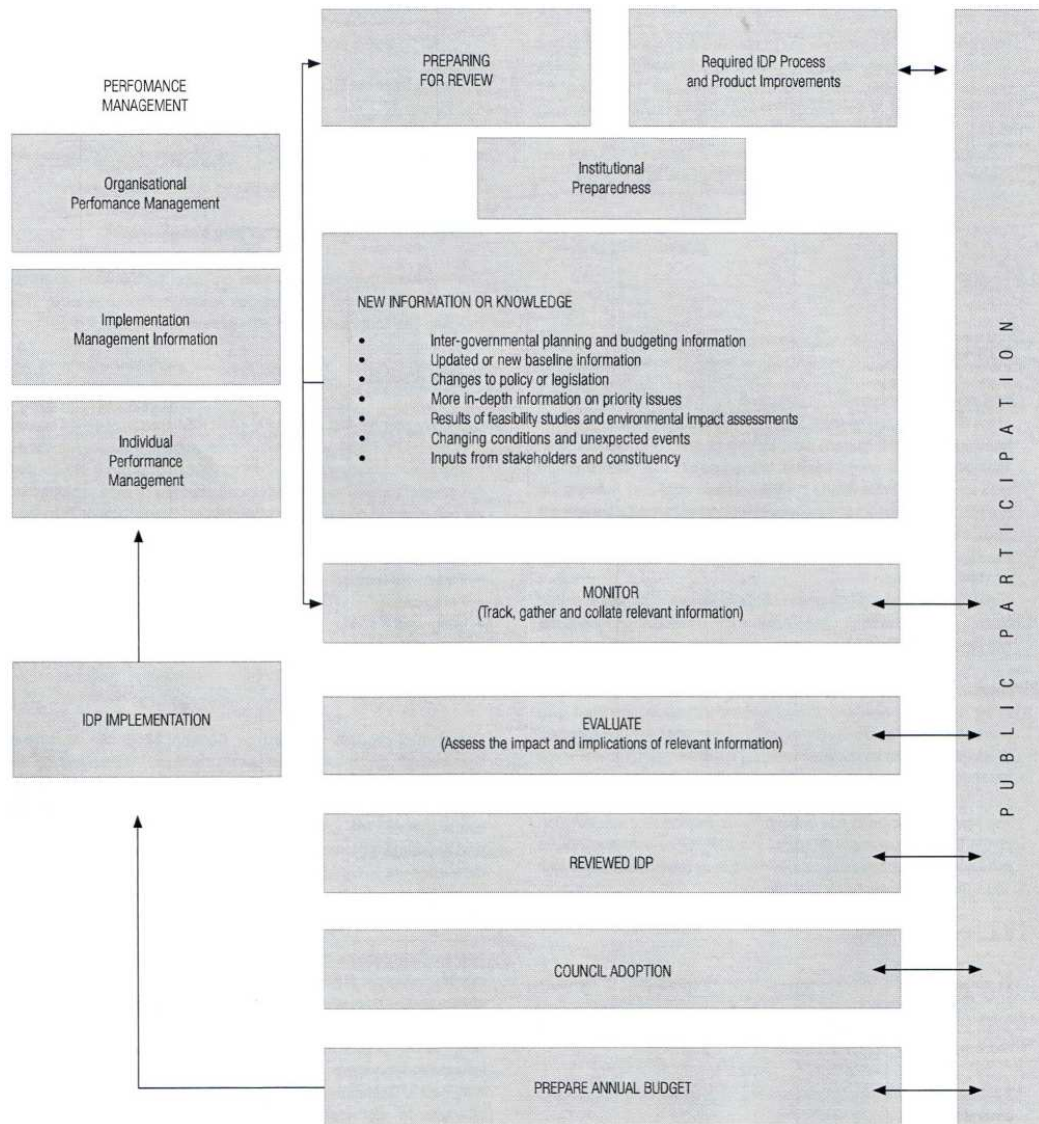 PERFOMANCE
MANAGEMENT
Organisational
Perfomance Management
Implementation
Management Information
Individual
Performance
Management
IDP IMPLEMENTATION
PREPARING
FOR REVIEW
Required IDP Process
and Product Improvements
Institutional
Preparedness
NEW INFORMATION OR KNOWLEDGE
• Inter-governmental planning and budgeting information
• Updated or new baseline information
• Changes to policy or legislation
• More in-depth information on priority issues
• Results of feasibility studies and environmental impact assessments
• Changing conditions and unexpected events
• Inputs from stakeholders and constituency
MONITOR
(Track, gather and collate relevant information)
EVALUATE
(Assess the impact and implications of relevant information)
REVIEWED IDP
COUNCIL ADOPTION
PREPARE ANNUAL BUDGET
PUBLIC PARTICIPATION